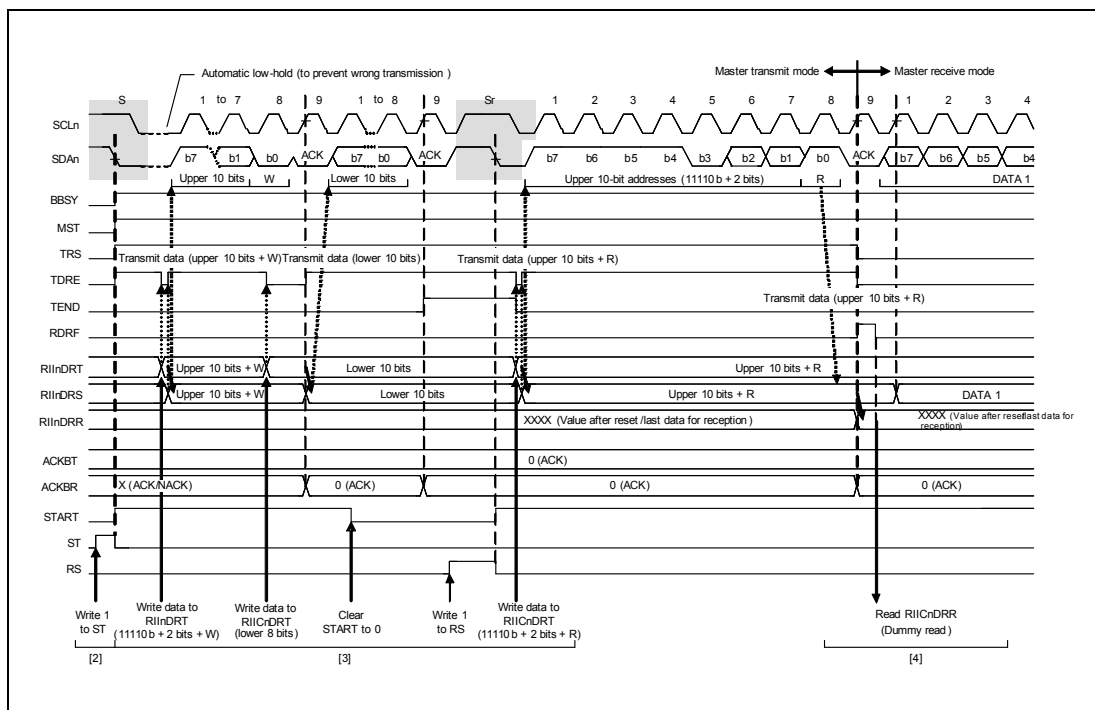 Master transmit mode Master receive mode
Automatic low-hold (to prevent wrong transmission )
S 1 to 7 8 9 1 to 8 9 Sr 1 2 3 4 5 6 7 8 9 1 2 3 4
SCLn
SDAn b7 b1 b0 ACK b7 b0 ACK b7 b6 b5 b4 b3 b2 b1 b0 ACK b7 b6 b5 b4
Upper 10 bits W Lower 10 bits Upper 10-bit addresses (11110 b + 2 bits) R DATA 1
BBSY
MST
TRS
Transmit data (upper 10 bits + W) Transmit data (lower 10 bits) Transmit data (upper 10 bits + R)
TDRE
Transmit data (upper 10 bits + R)
TEND
RDRF
RIInDRT Upper 10 bits + W Lower 10 bits Upper 10 bits + R
RIInDRS Upper 10 bits + W Lower 10 bits Upper 10 bits + R DATA 1
RIInDRR XXXX (Value after reset /last data for reception ) XXXX (Value after reset/last data for
reception)
ACKBT 0 (ACK)
ACKBR X (ACK/NACK) 0 (ACK) 0 (ACK) 0 (ACK)
START
ST
RS
Write 1
to ST
Write data to
RIInDRT
(11110 b + 2 bits + W)
Write data to
RIICnDRT
(lower 8 bits)
Clear
START to 0
Write 1
to RS
Write data to
RIICnDRT
(11110 b + 2 bits + R)
Read RIICnDRR
(Dummy read )
[2] [3] [4]